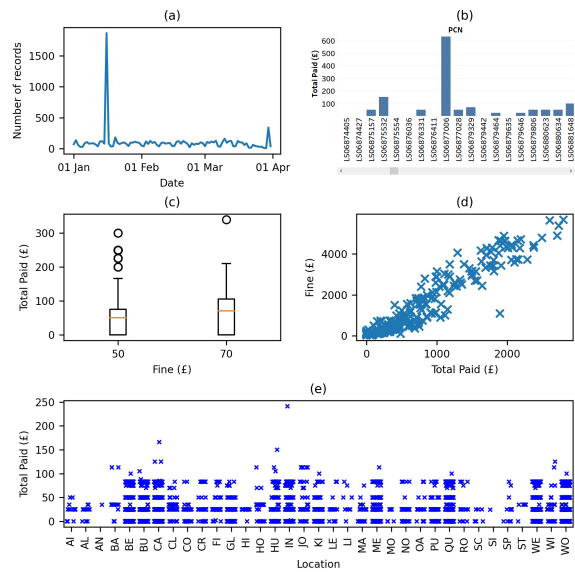 (a)
Number of records
1500
1000
500
0
01 Jan
01 Feb
01 Mar
01 Apr
Date
(b)
PCN
Total Paid (£)
600
500
400
300
200
100
LS06874405
LS06874427
LS06875157
LS06875532
LS06875554
LS06876036
LS06876331
LS06876411
LS06877006
LS06877028
LS06879329
LS06879442
LS06879464
LS06879635
LS06879646
LS06879806
LS06880623
LS06880634
LS06881648
(c)
Total Paid (£)
300
200
100
0
50
70
Fine (£)
(d)
Fine (£)
4000
2000
0
0
1000
2000
Total Paid (£)
(e)
Total Paid (£)
250
200
150
100
50
0
AI
AL
AN
BA
BE
BU
CA
CL
CO
CR
FI
GL
HI
HO
HU
IN
JO
KI
LE
LI
MA
ME
MO
NO
OA
PU
QU
RO
SC
SI
SP
ST
WE
WI
WO
Location